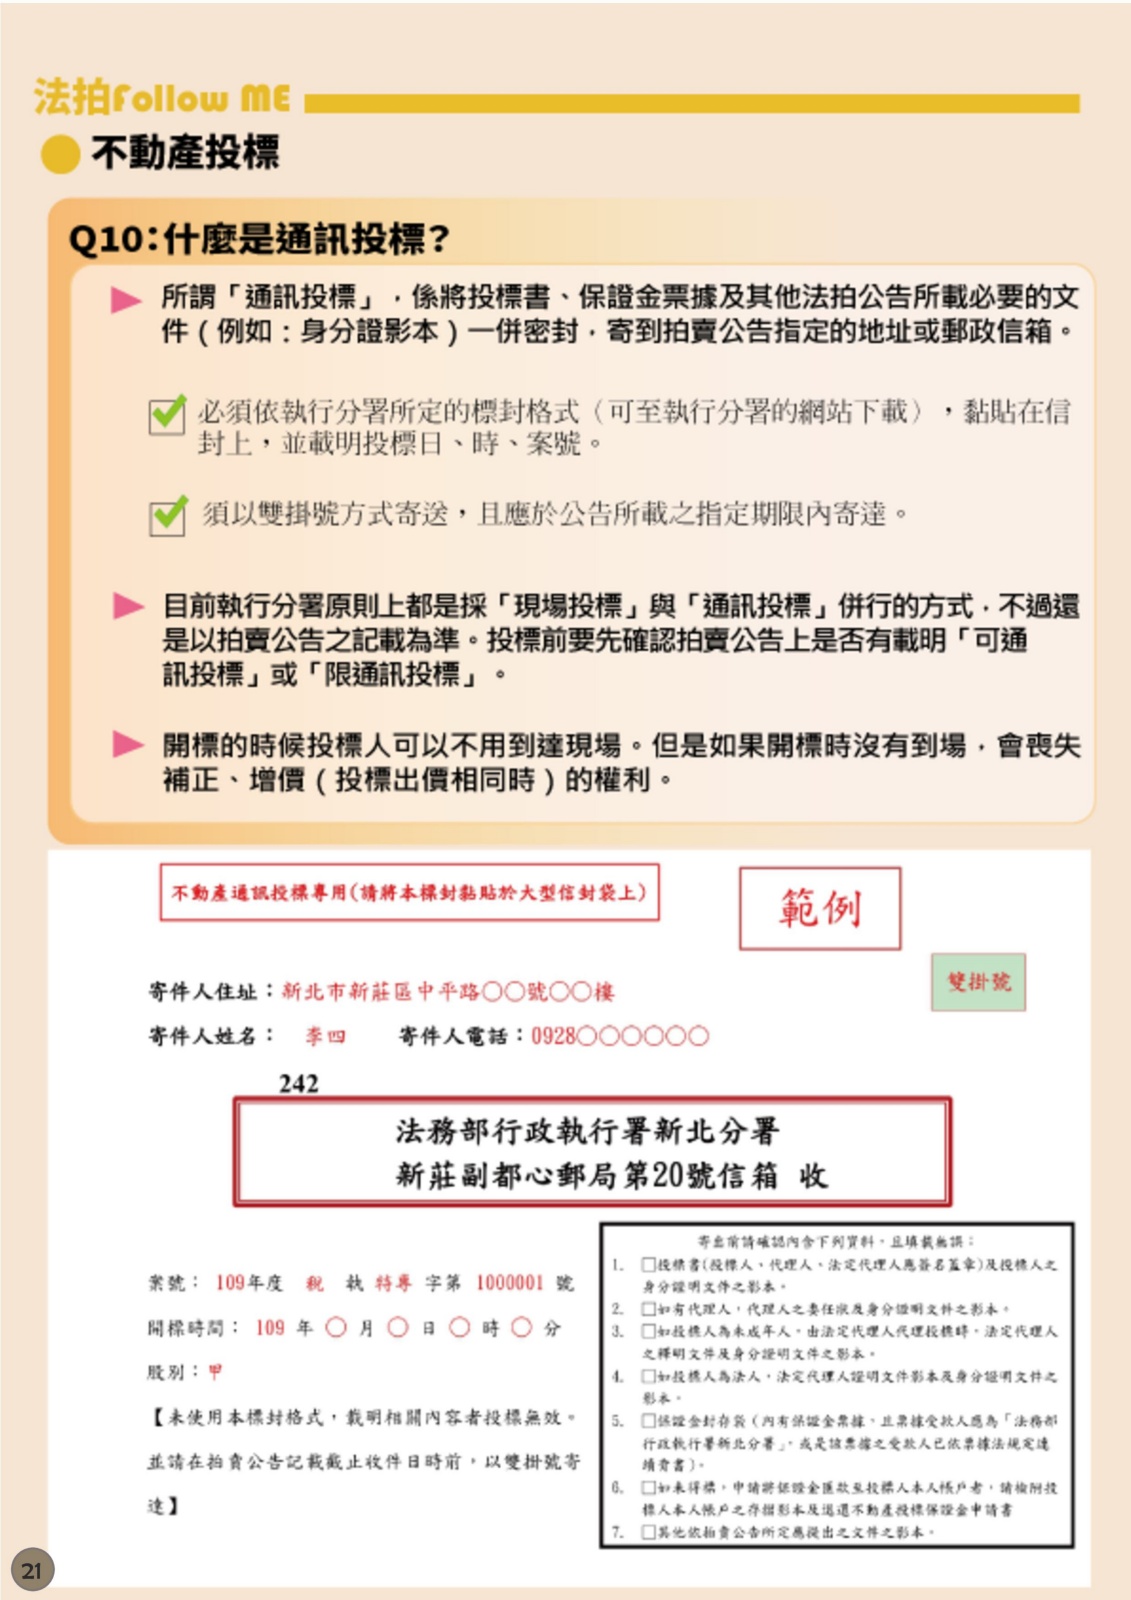 法拍Follow ME
不動產投標
Q10:什麼是通訊投標?
所謂「通訊投標」,係將投標書、保證金票據及其他法拍公告所載必要的文
件(例如:身分證影本)一併密封,寄到拍賣公告指定的地址或郵政信箱。
必須依執行分署所定的標封格式(可至執行分署的網站下載),黏貼在信
封上,並載明投標日、時、案號。
須以雙掛號方式寄送,且應於公告所載之指定期限內寄達。
目前執行分署原則上都是採「現場投標」與「通訊投標」併行的方式,不過還
是以拍賣公告之記載為準。投標前要先確認拍賣公告上是否有載明「可通
訊投標」或「限通訊投標」。
開標的時候投標人可以不用到達現場。但是如果開標時沒有到場,會喪失
補正、增價(投標出價相同時)的權利。
不動產通訊投標專用(請將本標封黏貼於大型信封袋上)
範例
雙掛號
寄件人住址:新北市新莊區中平路○○號○○樓
寄件人姓名: 李四 寄件人電話:0928○○○○○○
242
法務部行政執行署新北分署
新莊副都心郵局第20號信箱 收
案號: 109年度 稅 執 特專 字第 1000001 號
開標時間: 109 年 ○ 月 ○ 日 ○ 時 ○ 分
股別:甲
【未使用本標封格式,載明相關內容者投標無效。
並請在拍賣公告記載截止收件日時前,以雙掛號寄
達】
寄出前請確認內含下列資料,且填載無誤:
1. □投標書(投標人、代理人、法定代理人應簽名蓋章)及投標人之
身分證明文件之影本。
2. □如有代理人,代理人之委任狀及身分證明文件之影本。
3. □如投標人為未成年人,由法定代理人代理投標時,法定代理人
之釋明文件及身分證明文件之影本。
4. □如投標人為法人,法定代理人證明文件影本及身分證明文件之
影本。
5. □保證金封存袋(內有保證金票據,且票據受款人應為「法務部
行政執行署新北分署」,或是該票據之受款人已依票據法規定連
續背書)。
6. □如未得標,申請將保證金匯款至投標人本人帳戶者,請檢附投
標人本人帳戶之存摺影本及退還不動產投標保證金申請書
7. □其他依拍賣公告所定應提出之文件之影本。
21